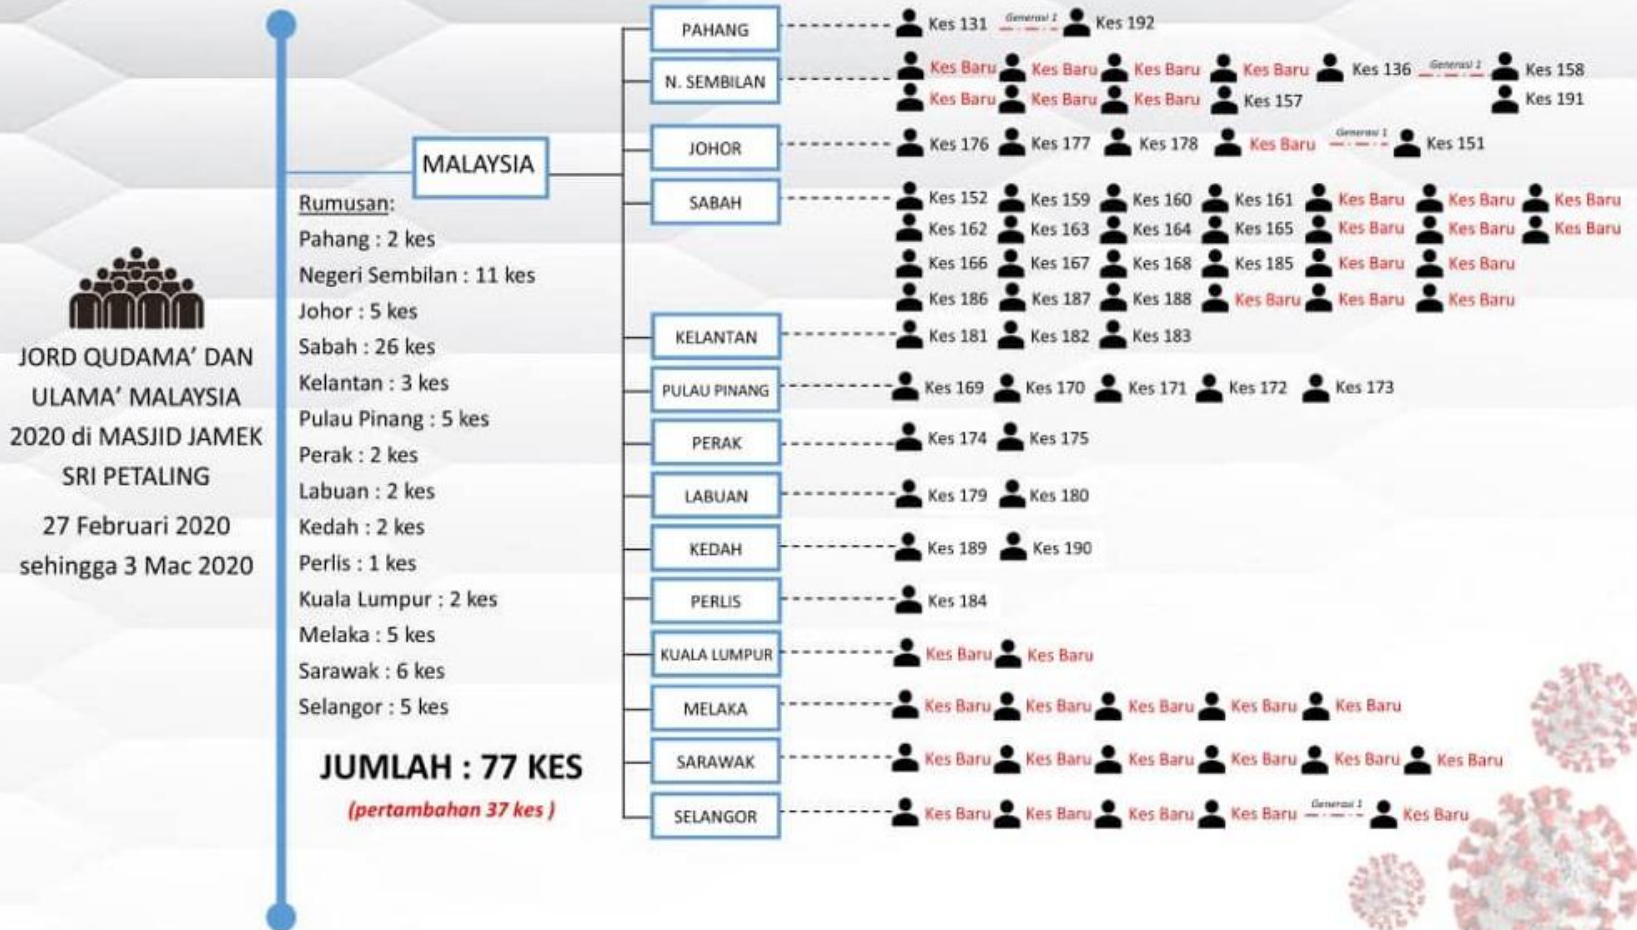 JORD QUDAMA’ DAN
ULAMA’ MALAYSIA
2020 di MASJID JAMEK
SRI PETALING
27 Februari 2020
sehingga 3 Mac 2020
MALAYSIA
Rumusan:
Pahang : 2 kes
Negeri Sembilan : 11 kes
Johor : 5 kes
Sabah : 26 kes
Kelantan : 3 kes
Pulau Pinang : 5 kes
Perak : 2 kes
Labuan : 2 kes
Kedah : 2 kes
Perlis : 1 kes
Kuala Lumpur : 2 kes
Melaka : 5 kes
Sarawak : 6 kes
Selangor : 5 kes
JUMLAH : 77 KES
(pertambahan 37 kes )
PAHANG Kes 131 Generasi 1 Kes 192
N. SEMBILAN Kes Baru Kes Baru Kes Baru Kes Baru Kes 136 Generasi 1 Kes 158
Kes Baru Kes Baru Kes Baru Kes 157 Kes 191
JOHOR Kes 176 Kes 177 Kes 178 Kes Baru Generasi 1 Kes 151
SABAH Kes 152 Kes 159 Kes 160 Kes 161 Kes Baru Kes Baru Kes Baru
Kes 162 Kes 163 Kes 164 Kes 165 Kes Baru Kes Baru Kes Baru
Kes 166 Kes 167 Kes 168 Kes 185 Kes Baru Kes Baru
Kes 186 Kes 187 Kes 188 Kes Baru Kes Baru Kes Baru
KELANTAN Kes 181 Kes 182 Kes 183
PULAU PINANG Kes 169 Kes 170 Kes 171 Kes 172 Kes 173
PERAK Kes 174 Kes 175
LABUAN Kes 179 Kes 180
KEDAH Kes 189 Kes 190
PERLIS Kes 184
KUALA LUMPUR Kes Baru Kes Baru
MELAKA Kes Baru Kes Baru Kes Baru Kes Baru Kes Baru
SARAWAK Kes Baru Kes Baru Kes Baru Kes Baru Kes Baru Kes Baru
SELANGOR Kes Baru Kes Baru Kes Baru Kes Baru Generasi 1 Kes Baru